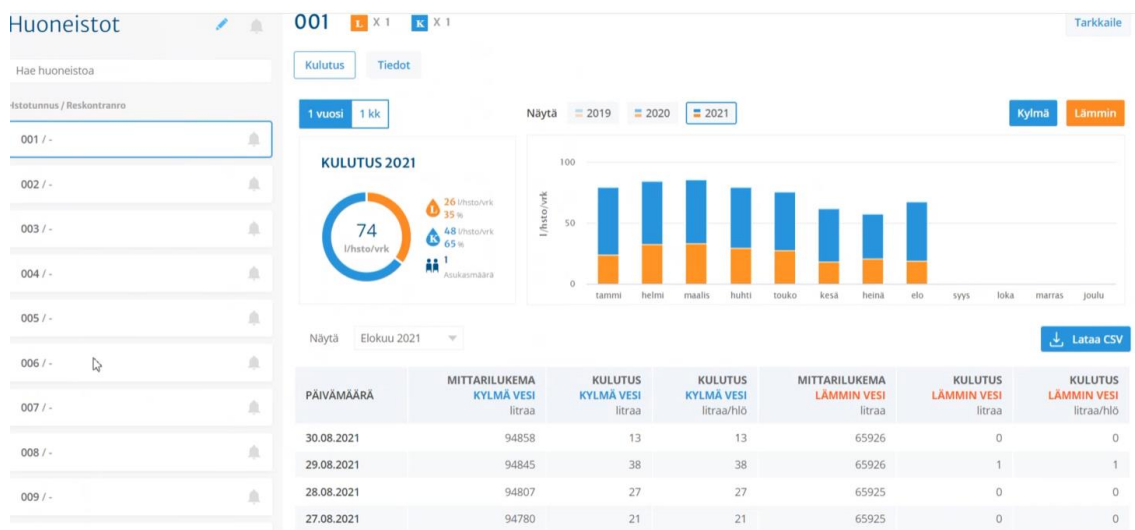 Huoneistot
Hae huoneistoa
Hstotunnus / Reskontranro
001 / -
002 / -
003 / -
004 / -
005 / -
006 / -
007 / -
008 / -
009 / -
001 L X 1 K X 1
Tarkkaile
Kulutus Tiedot
1 vuosi 1 kk
Näytä 2019 2020 2021
Kylmä Lämmin
KULUTUS 2021
74
l/hsto/vrk
L 26 l/hsto/vrk
35 %
K 48 l/hsto/vrk
65 %
1
Asukasmäärä
l/hsto/vrk
100
50
0
tammi helmi maalis huhti touko kesä heinä elo syys loka marras joulu
Näytä Elokuu 2021
Lataa CSV
PÄIVÄMÄÄRÄ
MITTARILUKEMA
KYLMÄ VESI
litraa
KULUTUS
KYLMÄ VESI
litraa
KULUTUS
KYLMÄ VESI
litraa/hlö
MITTARILUKEMA
LÄMMIN VESI
litraa
KULUTUS
LÄMMIN VESI
litraa
KULUTUS
LÄMMIN VESI
litraa/hlö
30.08.2021 94858 13 13 65926 0 0
29.08.2021 94845 38 38 65926 1 1
28.08.2021 94807 27 27 65925 0 0
27.08.2021 94780 21 21 65925 0 0